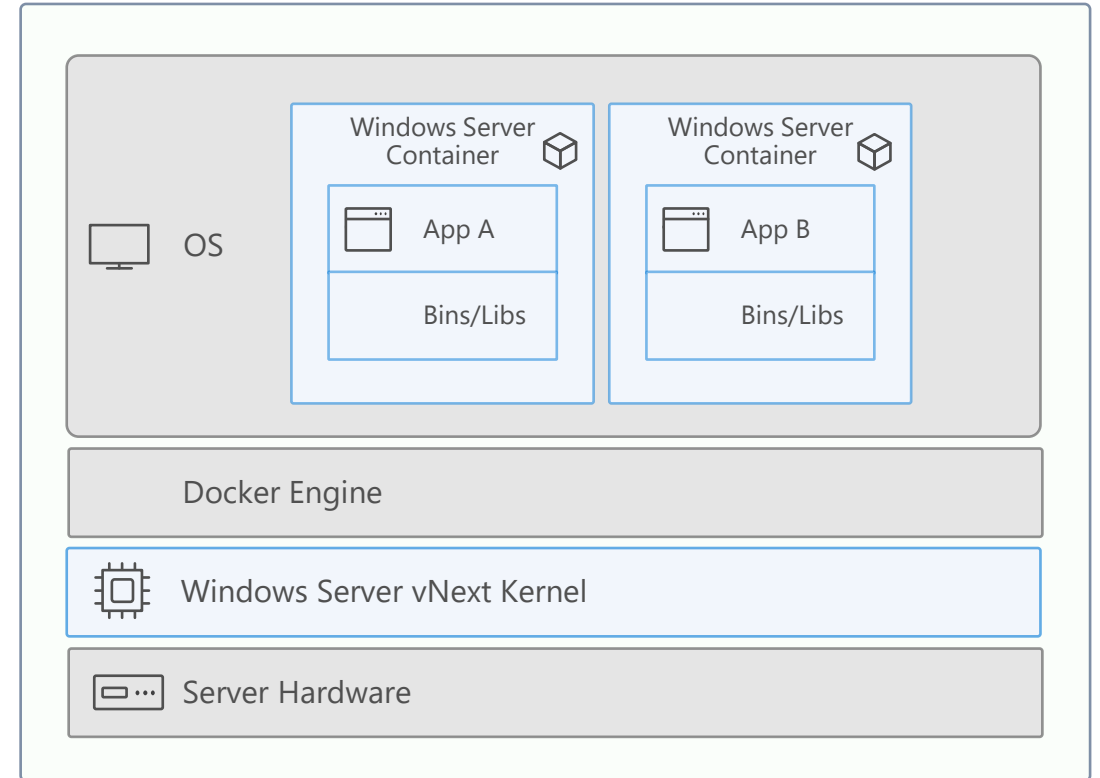 Windows Server
Container
App A
Bins/Libs
Windows Server
Container
App B
Bins/Libs
OS
Docker Engine
Windows Server vNext Kernel
Server Hardware